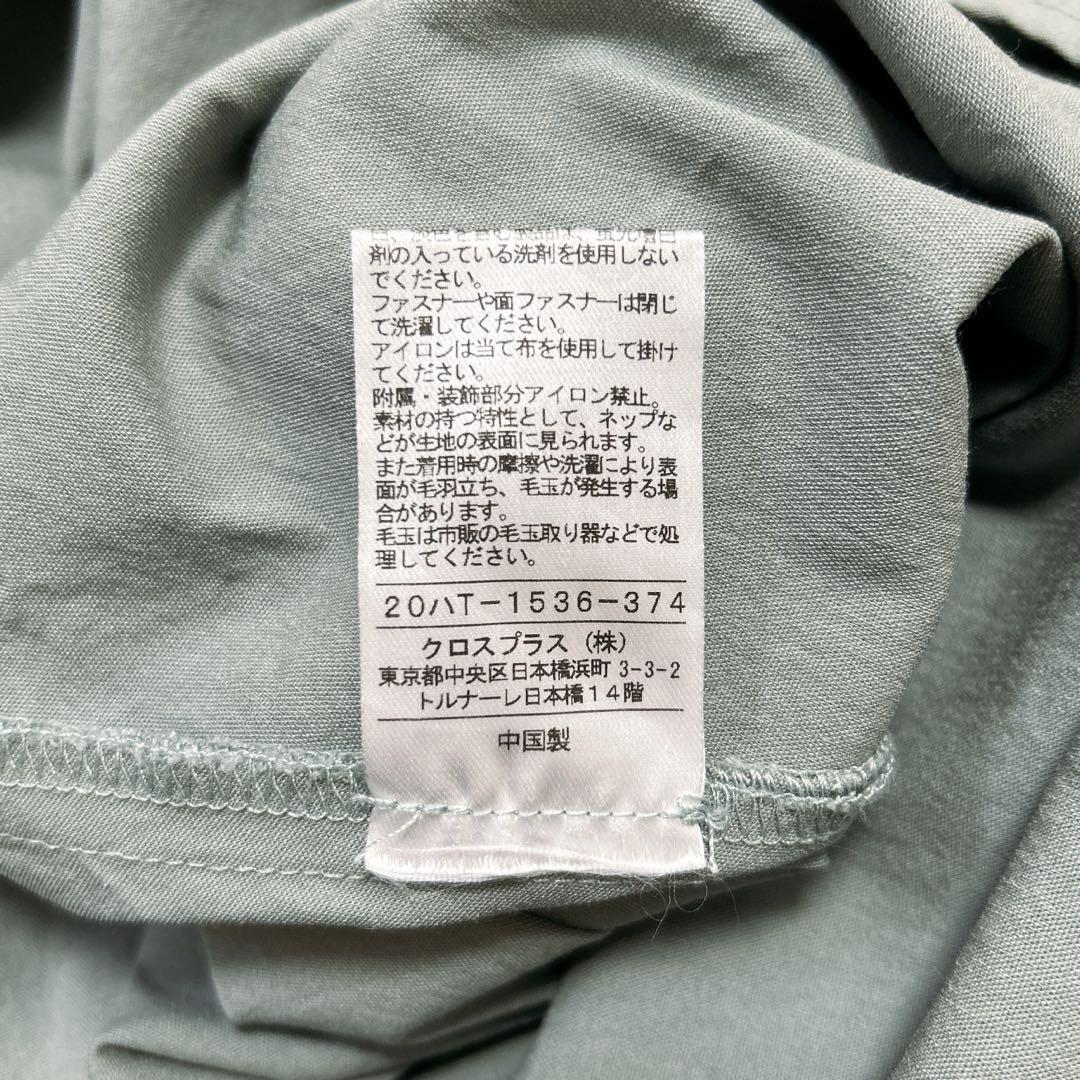 剤の入っている洗剤を使用しない
でください。
ファスナーや面ファスナーは閉じ
て洗濯してください。
アイロンは当て布を使用して掛け
てください。
附属・装飾部分アイロン禁止。
素材の持つ特性として、ネップな
どが生地の表面に見られます。
また着用時の摩擦や洗濯により表
面が毛羽立ち、毛玉が発生する場
合があります。
毛玉は市販の毛玉取り器などで処
理してください。
20ハT-1536-374
クロスプラス（株）
東京都中央区日本橋浜町 3-3-2
トルナーレ日本橋14階
中国製